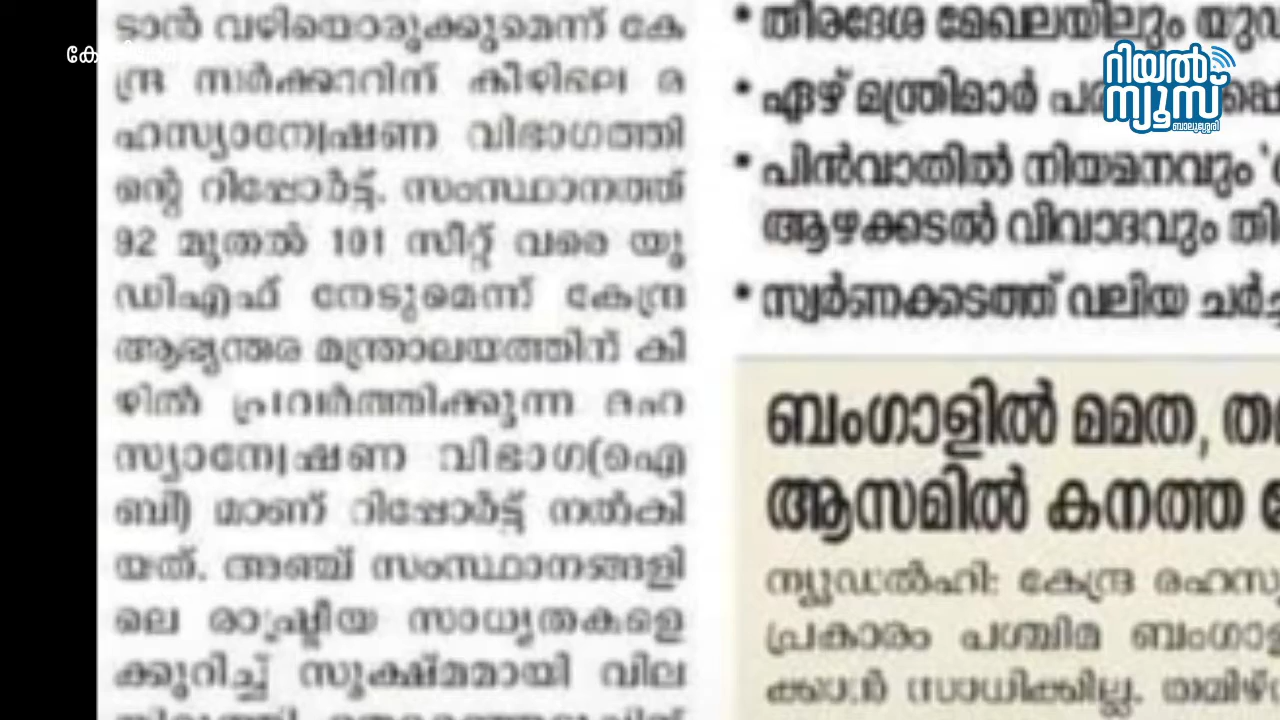 ടാൻ വഴിയൊരുക്കുമെന്ന് കേ
ന്ദ്ര സർക്കാറിന് കീഴിലെ ര
ഹസ്യാന്വേഷണ വിഭാഗത്തി
ന്റെ റിപ്പോർട്ട്. സംസ്ഥാനത്ത്
92 മുതൽ 101 സീറ്റ് വരെ യു
ഡിഎഫ് നേടുമെന്ന് കേന്ദ്ര
ആഭ്യന്തര മന്ത്രാലയത്തിന് കീ
ഴിൽ പ്രവർത്തിക്കുന്ന രഹ
സ്യാന്വേഷണ വിഭാഗ(ഐ
ബി) മാണ് റിപ്പോർട്ട് നൽകി
യത്. അഞ്ച് സംസ്ഥാനങ്ങളി
ലെ രാഷ്ട്രീയ സാധ്യതകളെ
ക്കുറിച്ച് സൂക്ഷ്മമായി വില
• തീരദേശ മേഖലയിലും
• ഏഴ് മന്ത്രിമാർ
• പിൻവാതിൽ നിയമനവും
ആഴക്കടൽ വിവാദവും
• സ്വർണക്കടത്ത് വലിയ
ബംഗാളിൽ മമത,
ആസമിൽ കനത്ത
ന്യൂഡൽഹി: കേന്ദ്ര
പ്രകാരം പശ്ചിമ
ക്കാൻ സാധിക്കില്ല.
റിയൽ
ന്യൂസ്
ബാലുശ്ശേരി